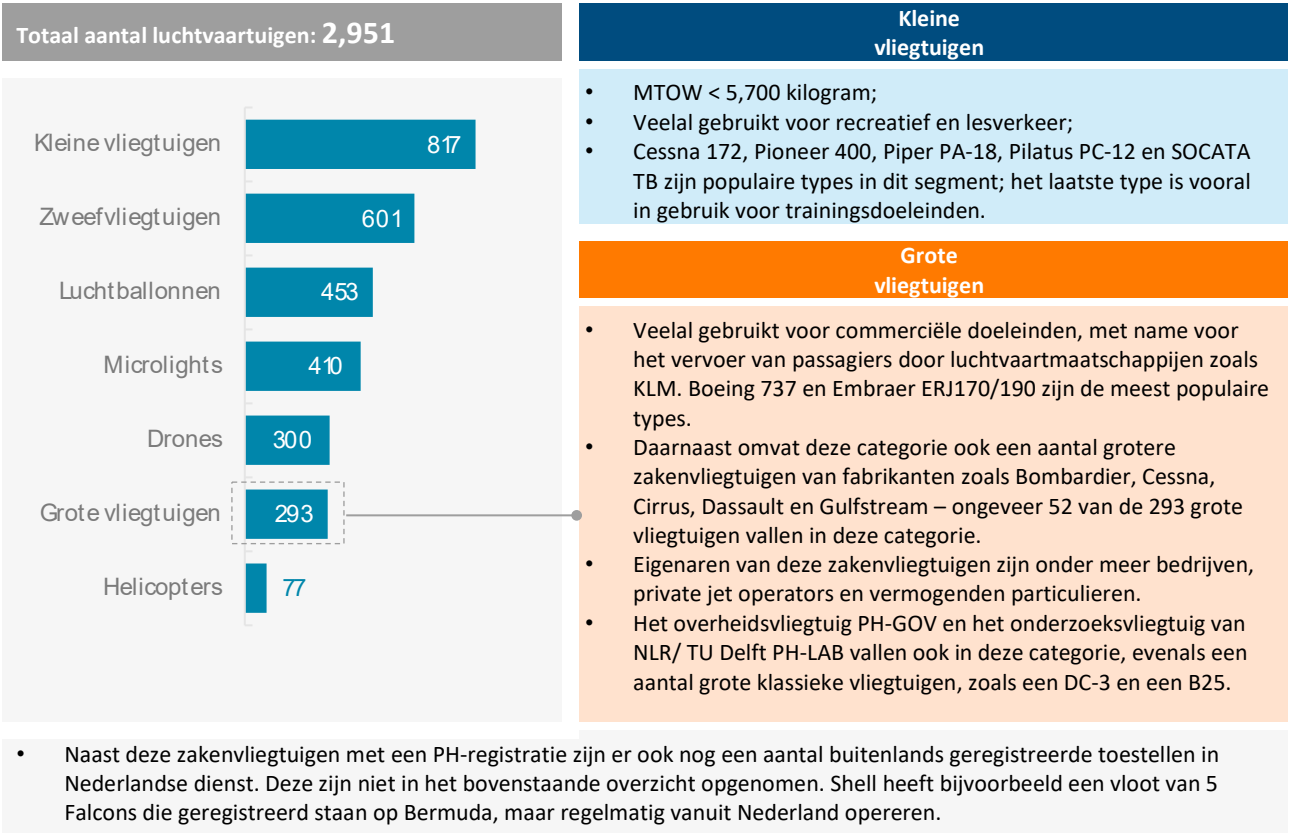 Totaal aantal luchtvaartuigen: 2,951
Kleine vliegtuigen 817
Zweefvliegtuigen 601
Luchtballonnen 453
Microlights 410
Drones 300
Grote vliegtuigen 293
Helicopters 77
Kleine
vliegtuigen
• MTOW < 5,700 kilogram;
• Veelal gebruikt voor recreatief en lesverkeer;
• Cessna 172, Pioneer 400, Piper PA-18, Pilatus PC-12 en SOCATA
TB zijn populaire types in dit segment; het laatste type is vooral
in gebruik voor trainingsdoeleinden.
Grote
vliegtuigen
• Veelal gebruikt voor commerciële doeleinden, met name voor
het vervoer van passagiers door luchtvaartmaatschappijen zoals
KLM. Boeing 737 en Embraer ERJ170/190 zijn de meest populaire
types.
• Daarnaast omvat deze categorie ook een aantal grotere
zakenvliegtuigen van fabrikanten zoals Bombardier, Cessna,
Cirrus, Dassault en Gulfstream – ongeveer 52 van de 293 grote
vliegtuigen vallen in deze categorie.
• Eigenaren van deze zakenvliegtuigen zijn onder meer bedrijven,
private jet operators en vermogenden particulieren.
• Het overheidsvliegtuig PH-GOV en het onderzoeksvliegtuig van
NLR/ TU Delft PH-LAB vallen ook in deze categorie, evenals een
aantal grote klassieke vliegtuigen, zoals een DC-3 en een B25.
• Naast deze zakenvliegtuigen met een PH-registratie zijn er ook nog een aantal buitenlands geregistreerde toestellen in
Nederlandse dienst. Deze zijn niet in het bovenstaande overzicht opgenomen. Shell heeft bijvoorbeeld een vloot van 5
Falcons die geregistreerd staan op Bermuda, maar regelmatig vanuit Nederland opereren.